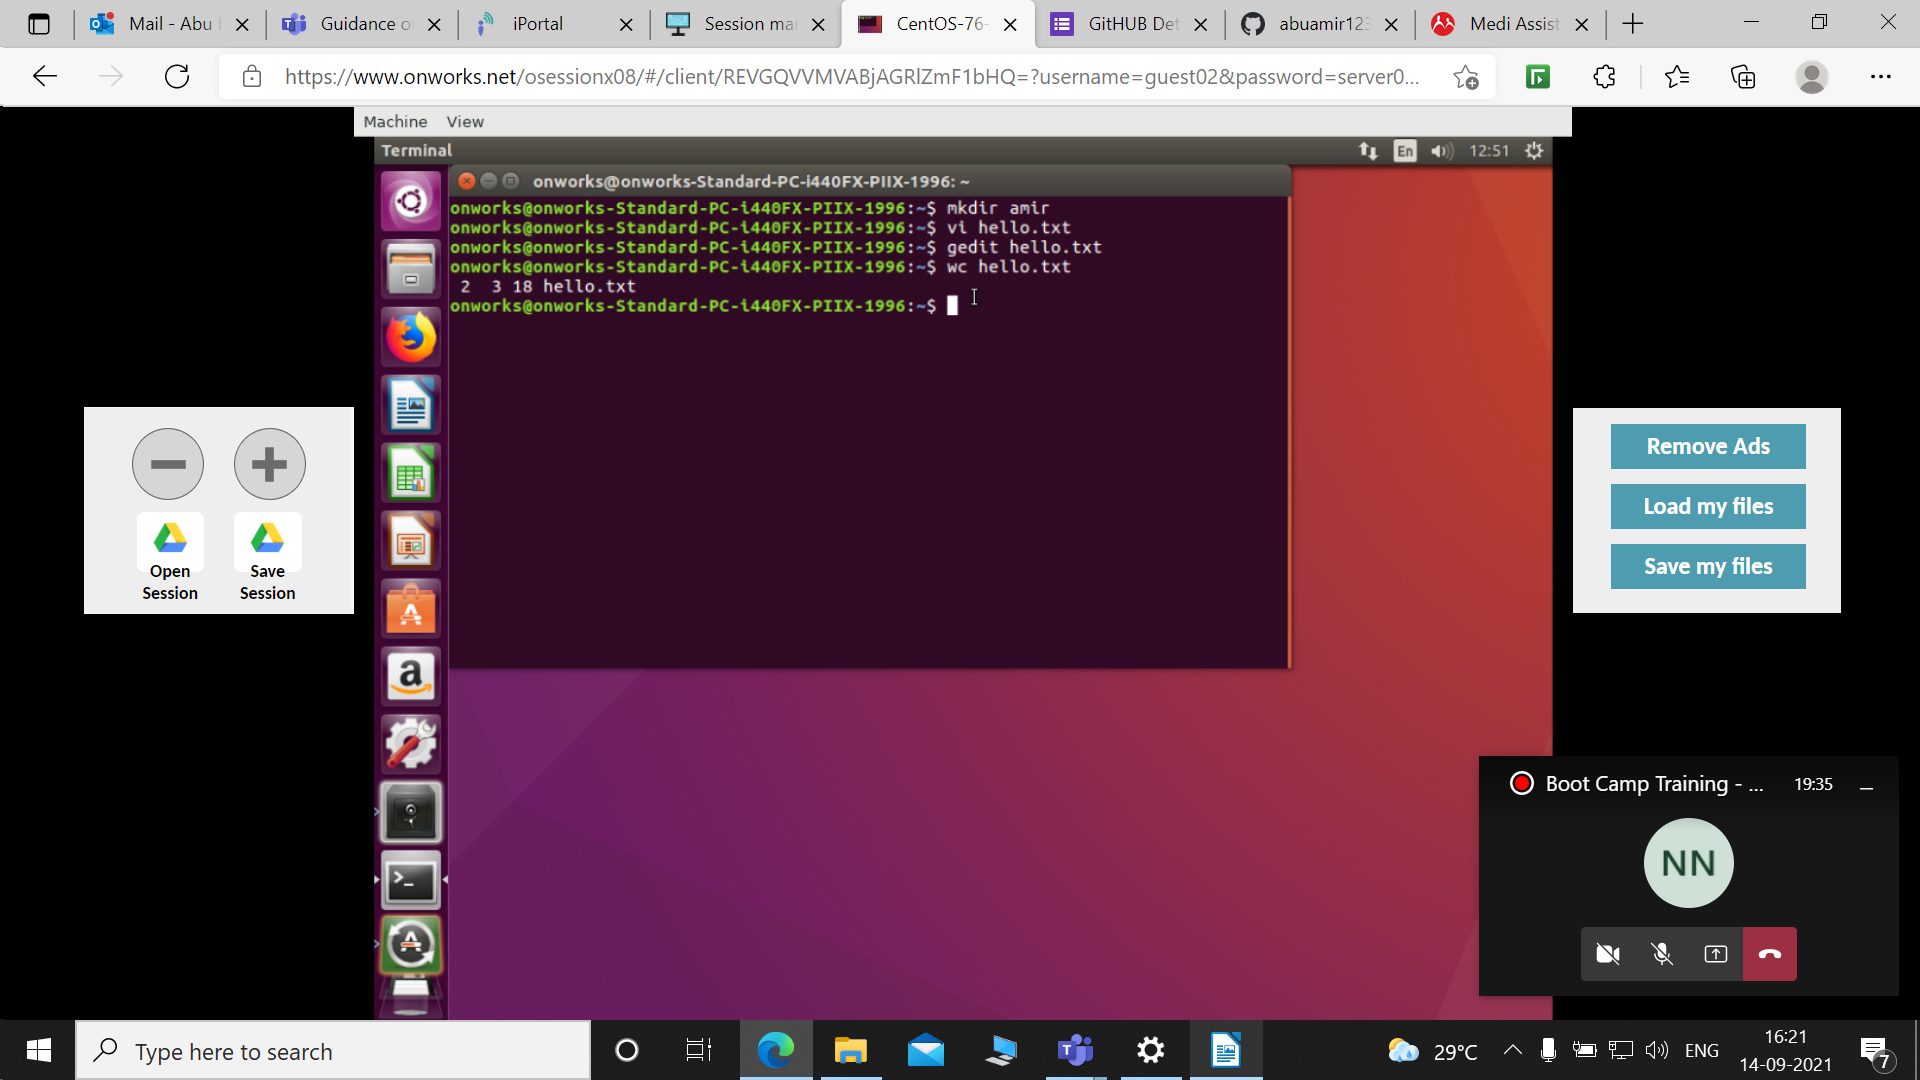 Mail - Abu
Guidance o
iPortal
Session ma
CentOS-76-
GitHUB Det
abuamir123
Medi Assist
https://www.onworks.net/osessionx08/#/client/REVGQVVMVABjAGRlZmF1bHQ=?username=guest02&password=server0...
Machine View
Terminal
En
12:51
onworks@onworks-Standard-PC-i440FX-PIIX-1996: ~
onworks@onworks-Standard-PC-i440FX-PIIX-1996:~$ mkdir amir
onworks@onworks-Standard-PC-i440FX-PIIX-1996:~$ vi hello.txt
onworks@onworks-Standard-PC-i440FX-PIIX-1996:~$ gedit hello.txt
onworks@onworks-Standard-PC-i440FX-PIIX-1996:~$ wc hello.txt
2 3 18 hello.txt
onworks@onworks-Standard-PC-i440FX-PIIX-1996:~$
Open
Session
Save
Session
Remove Ads
Load my files
Save my files
Boot Camp Training - ...
19:35
NN
Type here to search
29°C
ENG
16:21
14-09-2021
7